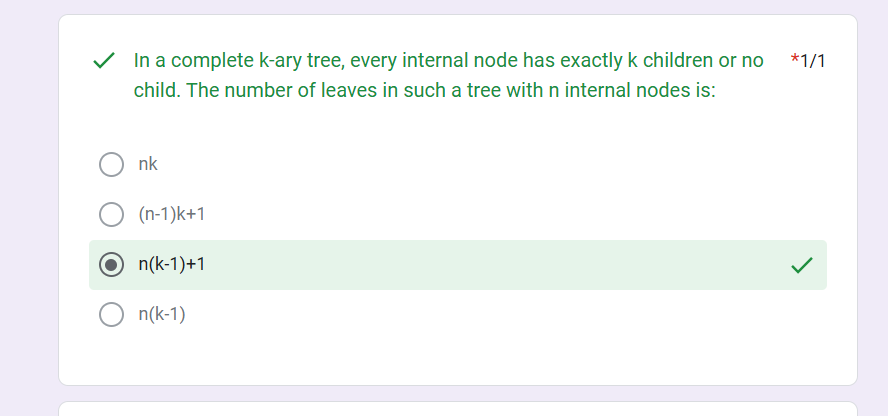 In a complete k-ary tree, every internal node has exactly k children or no *1/1
child. The number of leaves in such a tree with n internal nodes is:
nk
(n-1)k+1
n(k-1)+1
n(k-1)